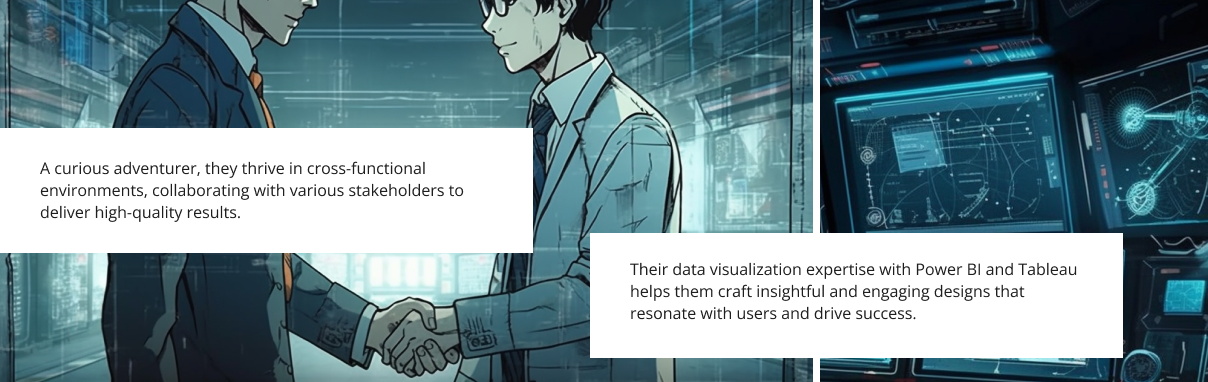 A curious adventurer, they thrive in cross-functional
environments, collaborating with various stakeholders to
deliver high-quality results.
Their data visualization expertise with Power BI and Tableau
helps them craft insightful and engaging designs that
resonate with users and drive success.